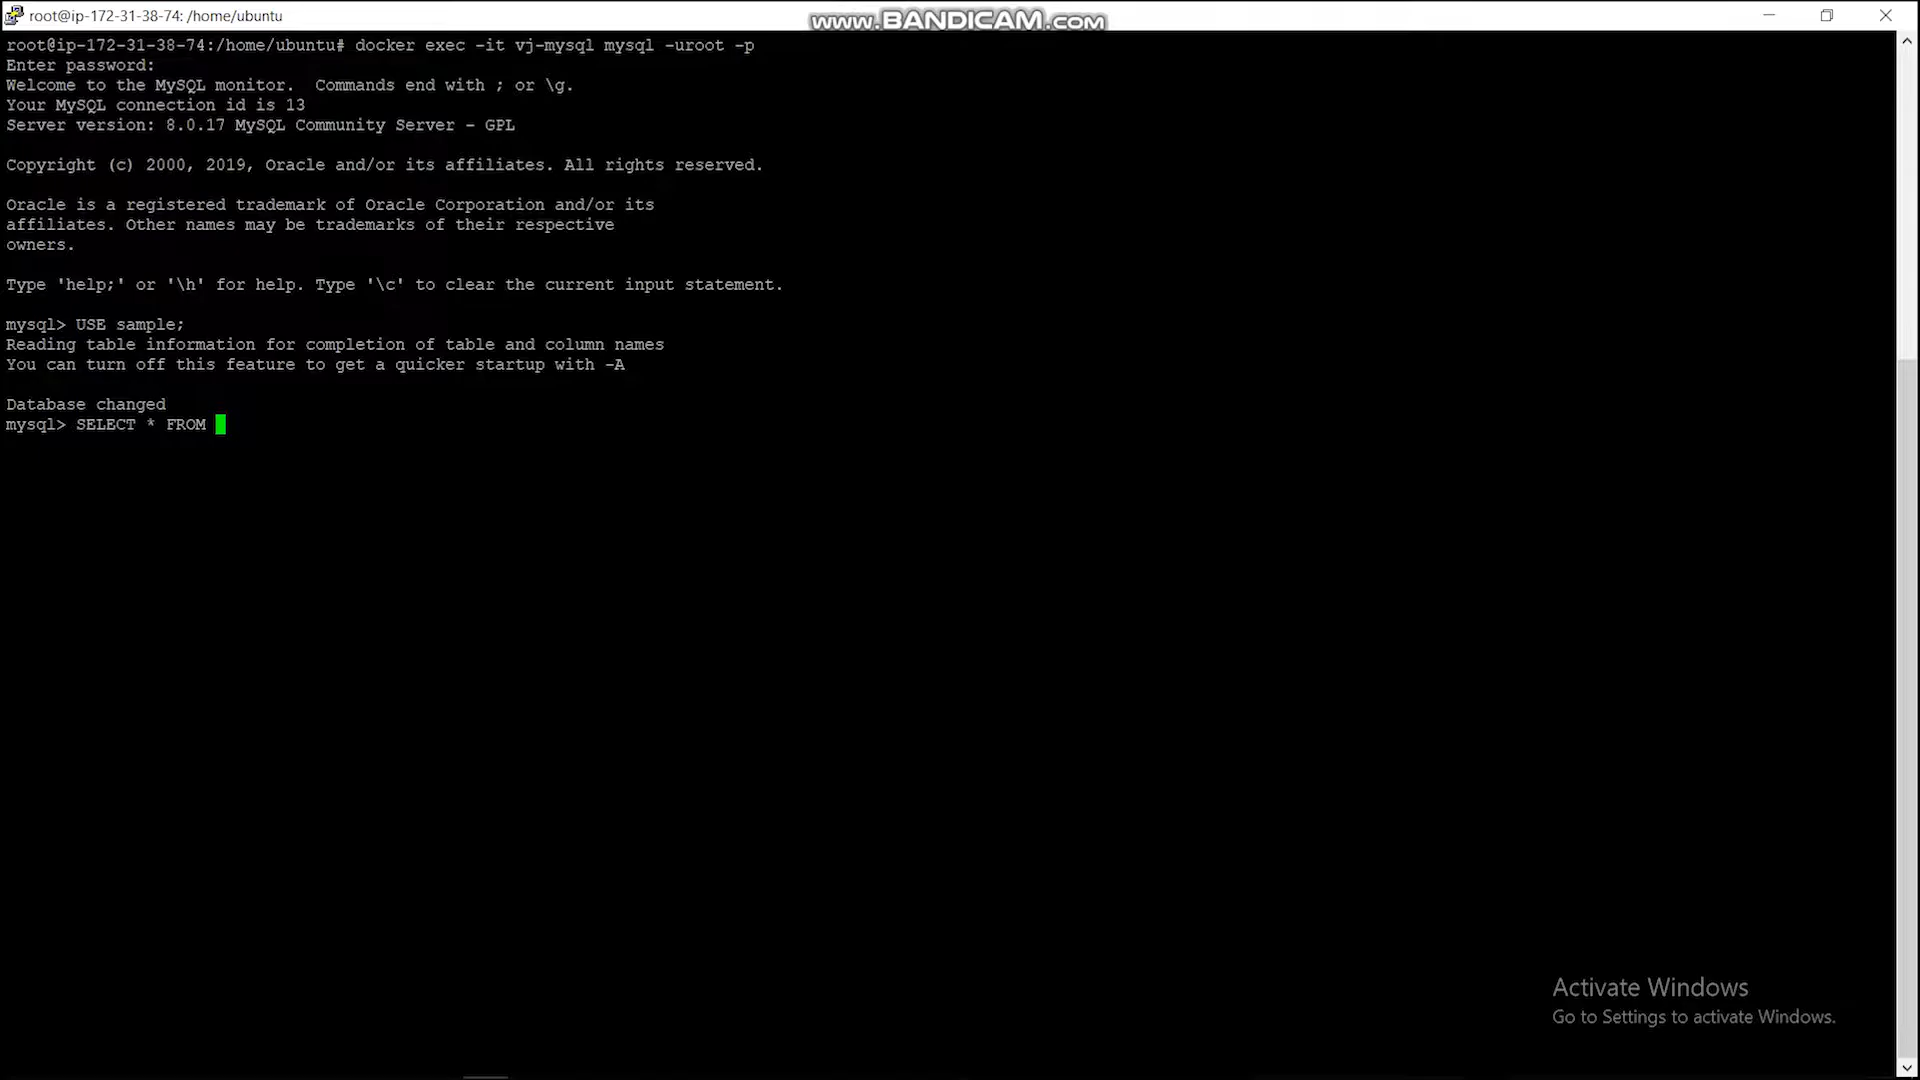 root@ip-172-31-38-74: /home/ubuntu
www.BANDICAM.com
root@ip-172-31-38-74:/home/ubuntu# docker exec -it vj-mysql mysql -uroot -p
Enter password:
Welcome to the MySQL monitor.  Commands end with ; or \g.
Your MySQL connection id is 13
Server version: 8.0.17 MySQL Community Server - GPL
Copyright (c) 2000, 2019, Oracle and/or its affiliates. All rights reserved.
Oracle is a registered trademark of Oracle Corporation and/or its
affiliates. Other names may be trademarks of their respective
owners.
Type 'help;' or '\h' for help. Type '\c' to clear the current input statement.
mysql> USE sample;
Reading table information for completion of table and column names
You can turn off this feature to get a quicker startup with -A
Database changed
mysql> SELECT * FROM
Activate Windows
Go to Settings to activate Windows.